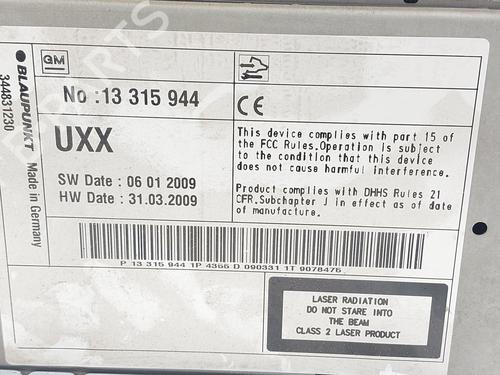 GM
No :13 315 944
UXX
SW Date : 06 01 2009
HW Date : 31.03.2009
BLAUPUNKT Made in Germany
344831230
CE
This device complies with part 15 of
the FCC Rules.Operation is subject
to the condition that this device
does not cause harmful interference.
Product complies with DHHS Rules 21
CFR.Subchapter J in effect as of date
of manufacture.
P 13 315 944 1P 4355 D 090331 1T 9078475
LASER RADIATION
DO NOT STARE INTO
THE BEAM
CLASS 2 LASER PRODUCT